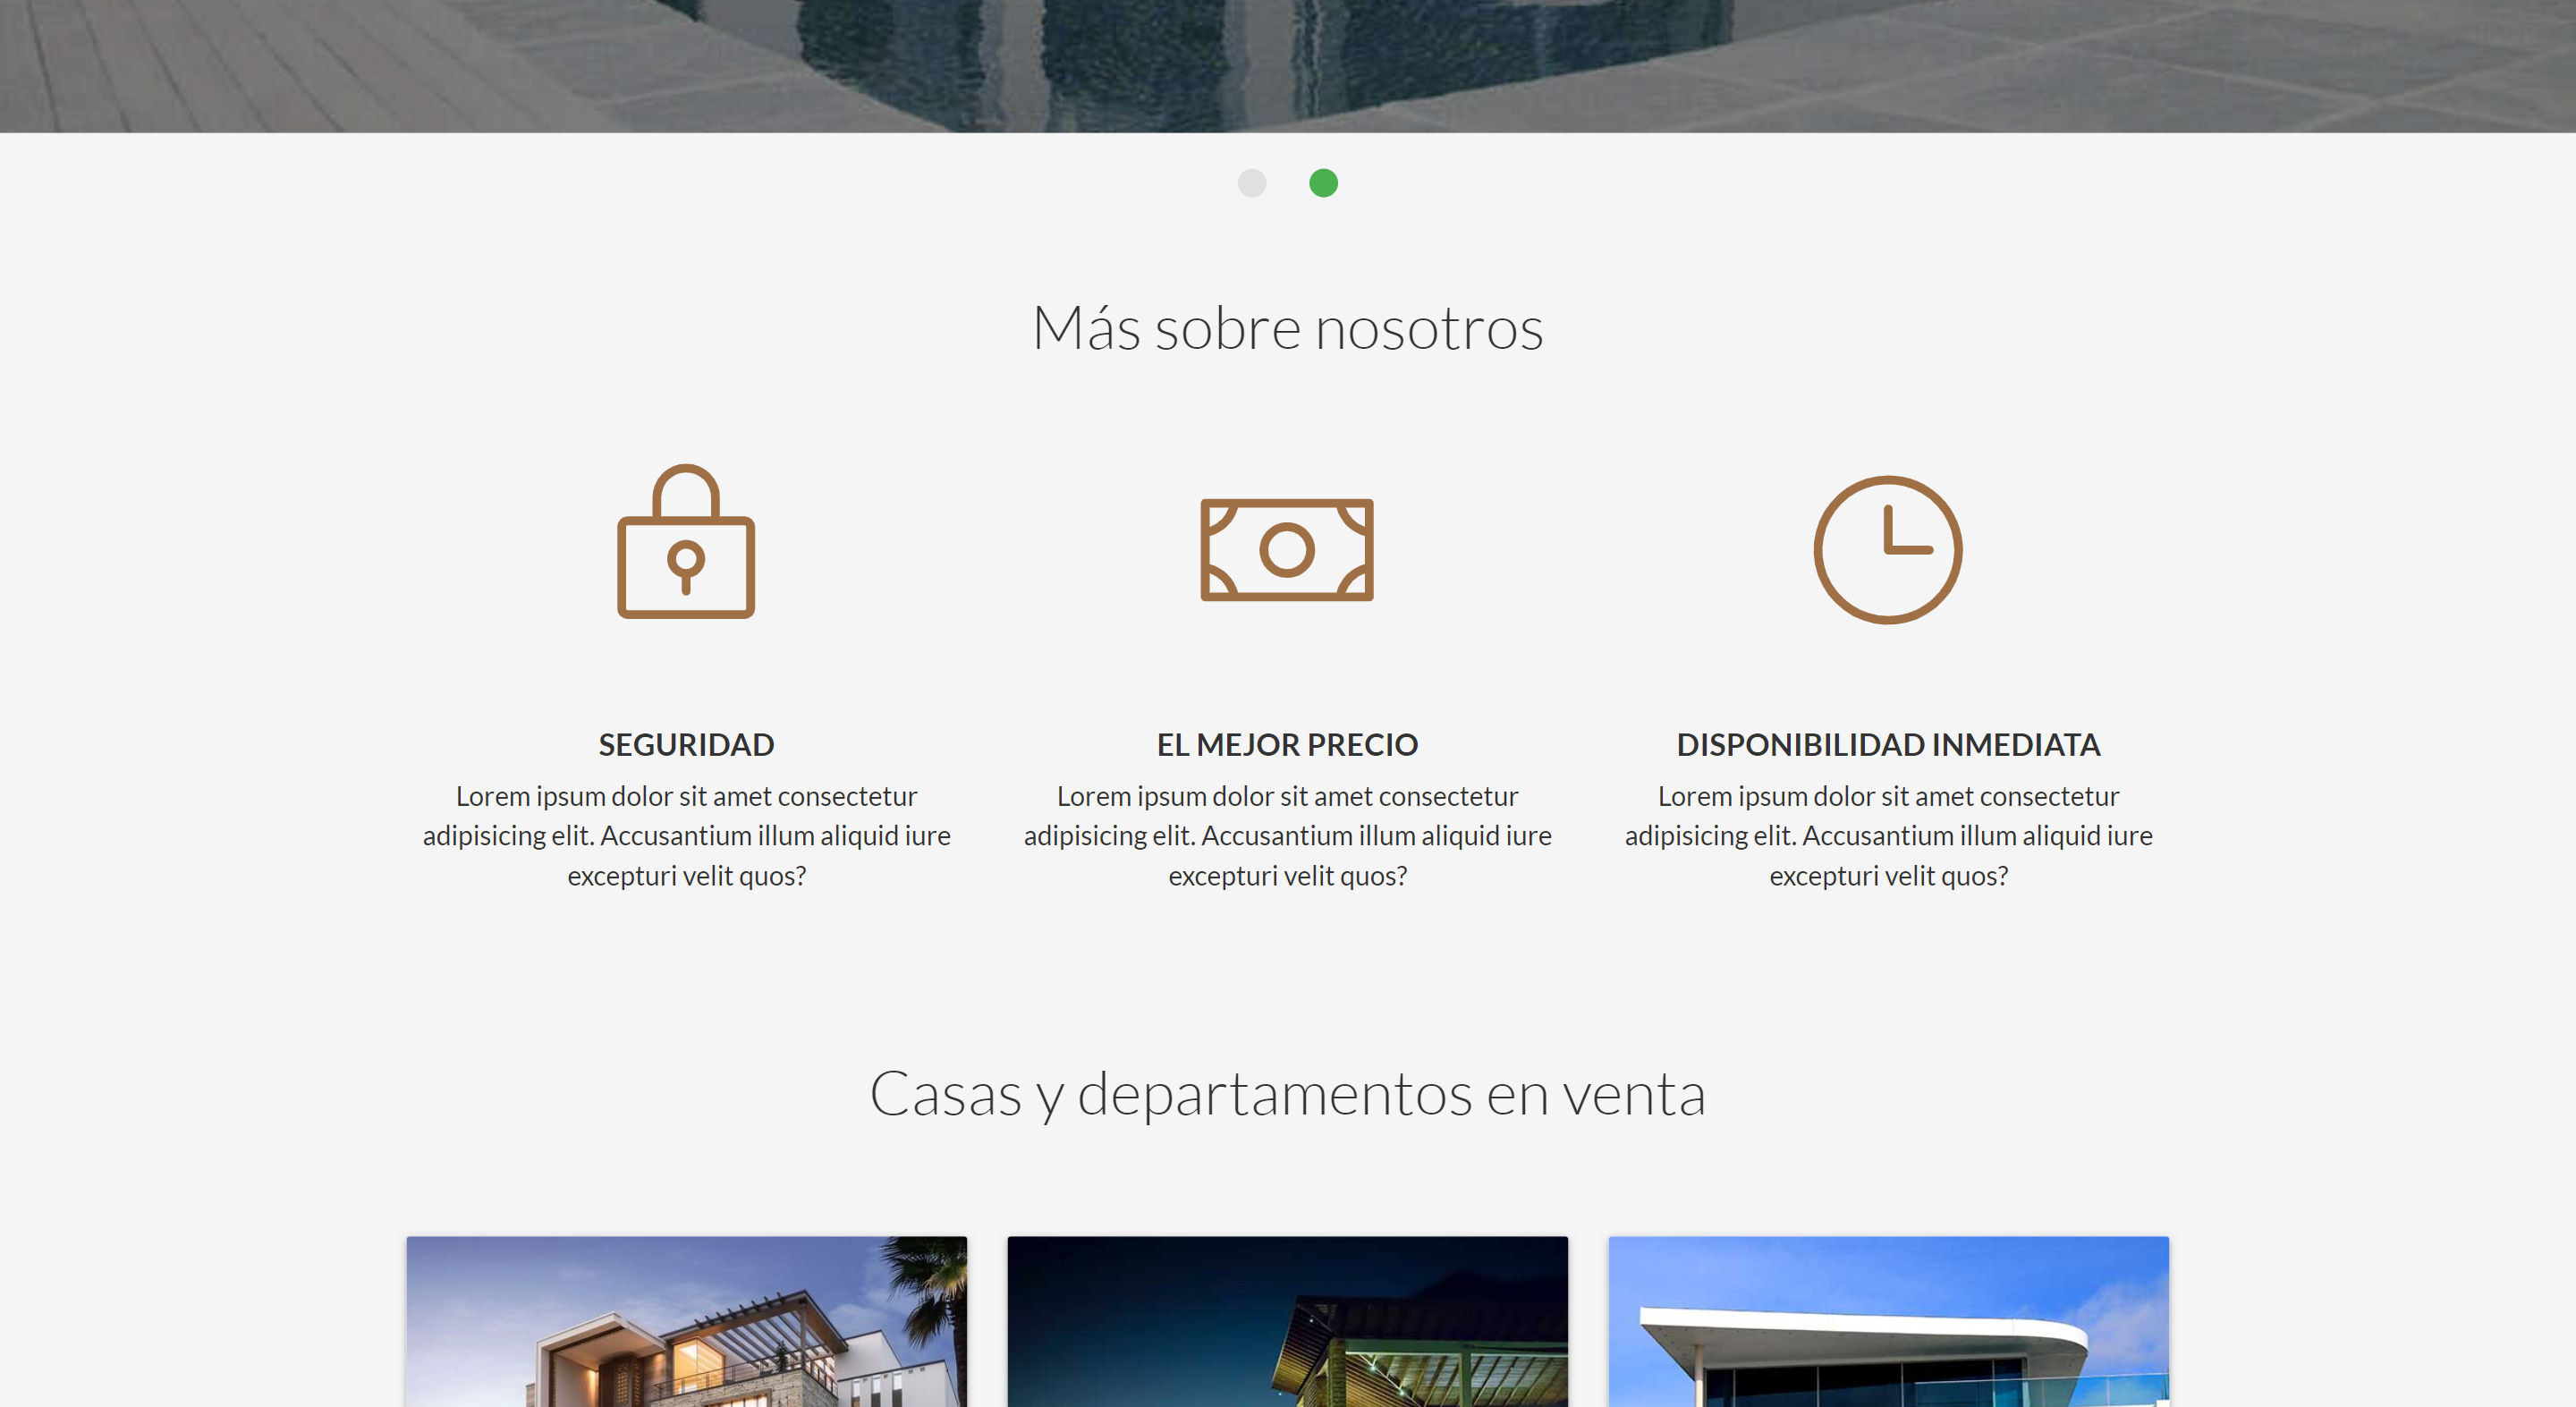 Más sobre nosotros
SEGURIDAD
Lorem ipsum dolor sit amet consectetur
adipisicing elit. Accusantium illum aliquid iure
excepturi velit quos?
EL MEJOR PRECIO
Lorem ipsum dolor sit amet consectetur
adipisicing elit. Accusantium illum aliquid iure
excepturi velit quos?
DISPONIBILIDAD INMEDIATA
Lorem ipsum dolor sit amet consectetur
adipisicing elit. Accusantium illum aliquid iure
excepturi velit quos?
Casas y departamentos en venta